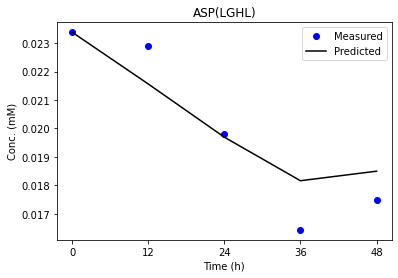 ASP(LGHL)
Measured
Predicted
Conc. (mM)
0.023
0.022
0.021
0.020
0.019
0.018
0.017
0 12 24 36 48
Time (h)